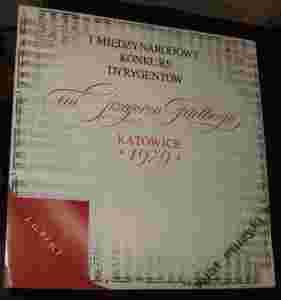 I MIĘDZYNARODOWY
KONKURS
DYRYGENTÓW
im Grzegorza Fitelberga
KATOWICE
1979